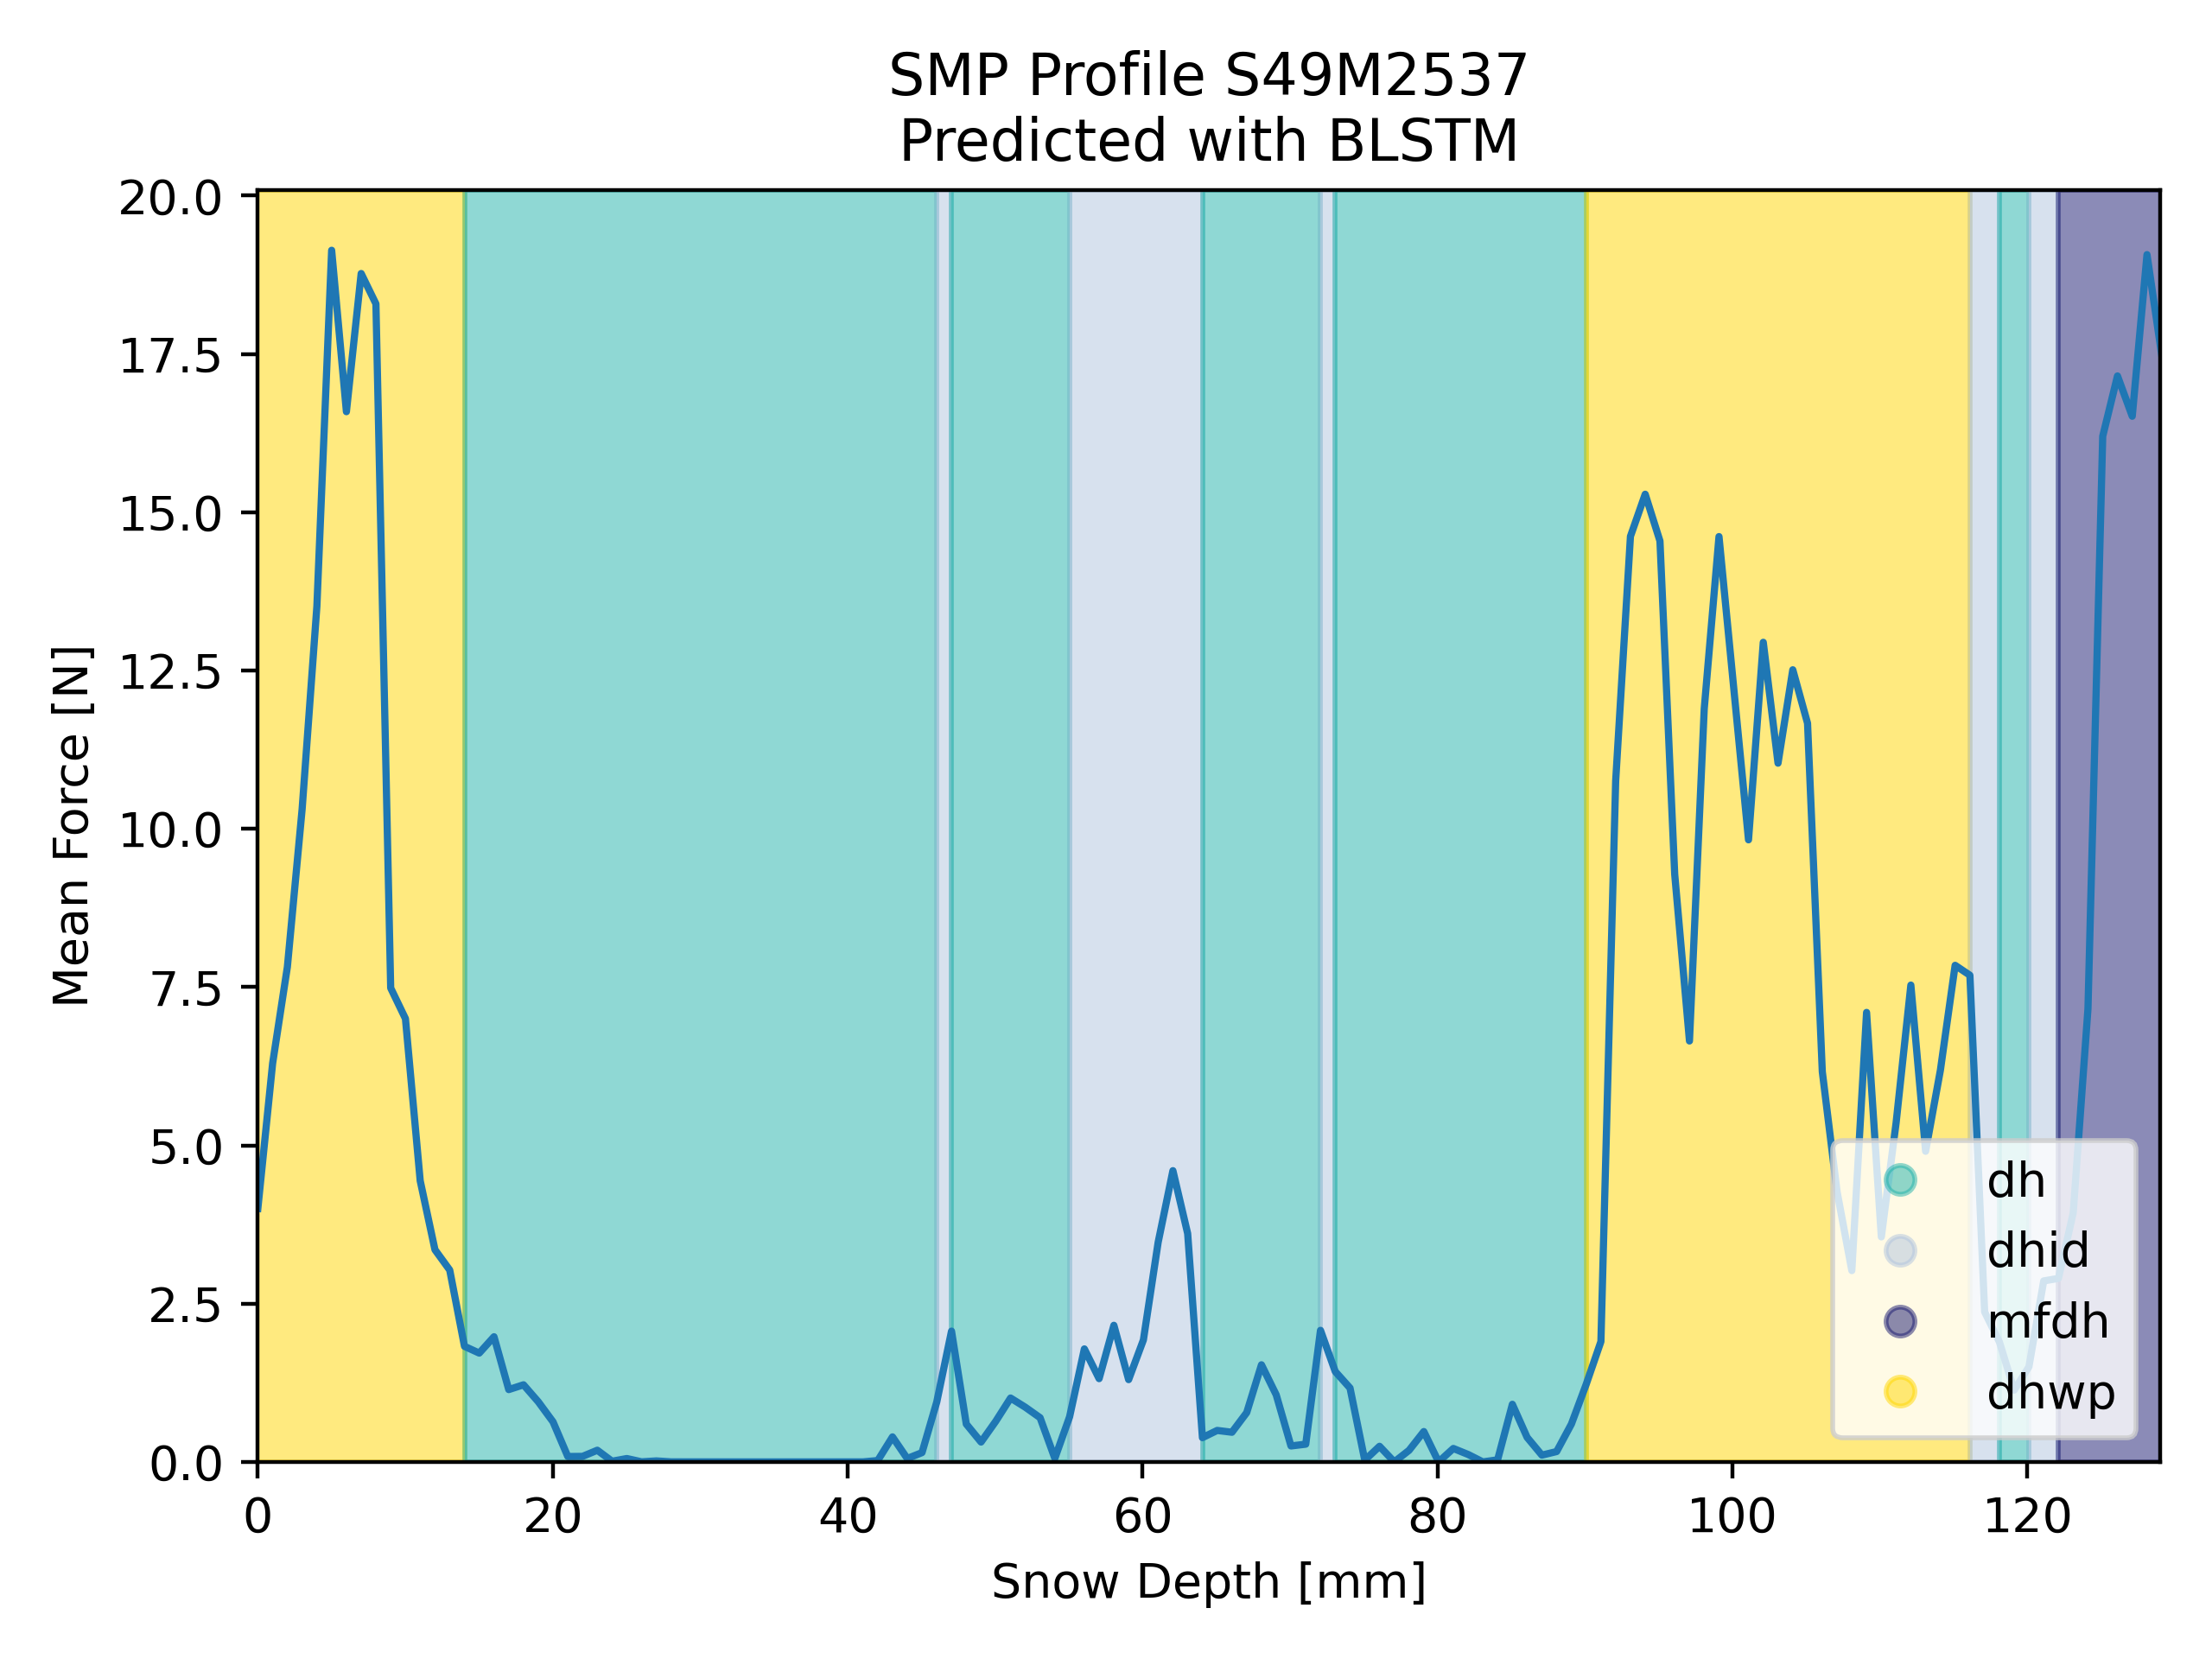 SMP Profile S49M2537
Predicted with BLSTM
20.0
17.5
15.0
12.5
10.0
7.5
5.0
2.5
0.0
Mean Force [N]
dh
dhid
mfdh
dhwp
0 20 40 60 80 100 120
Snow Depth [mm]